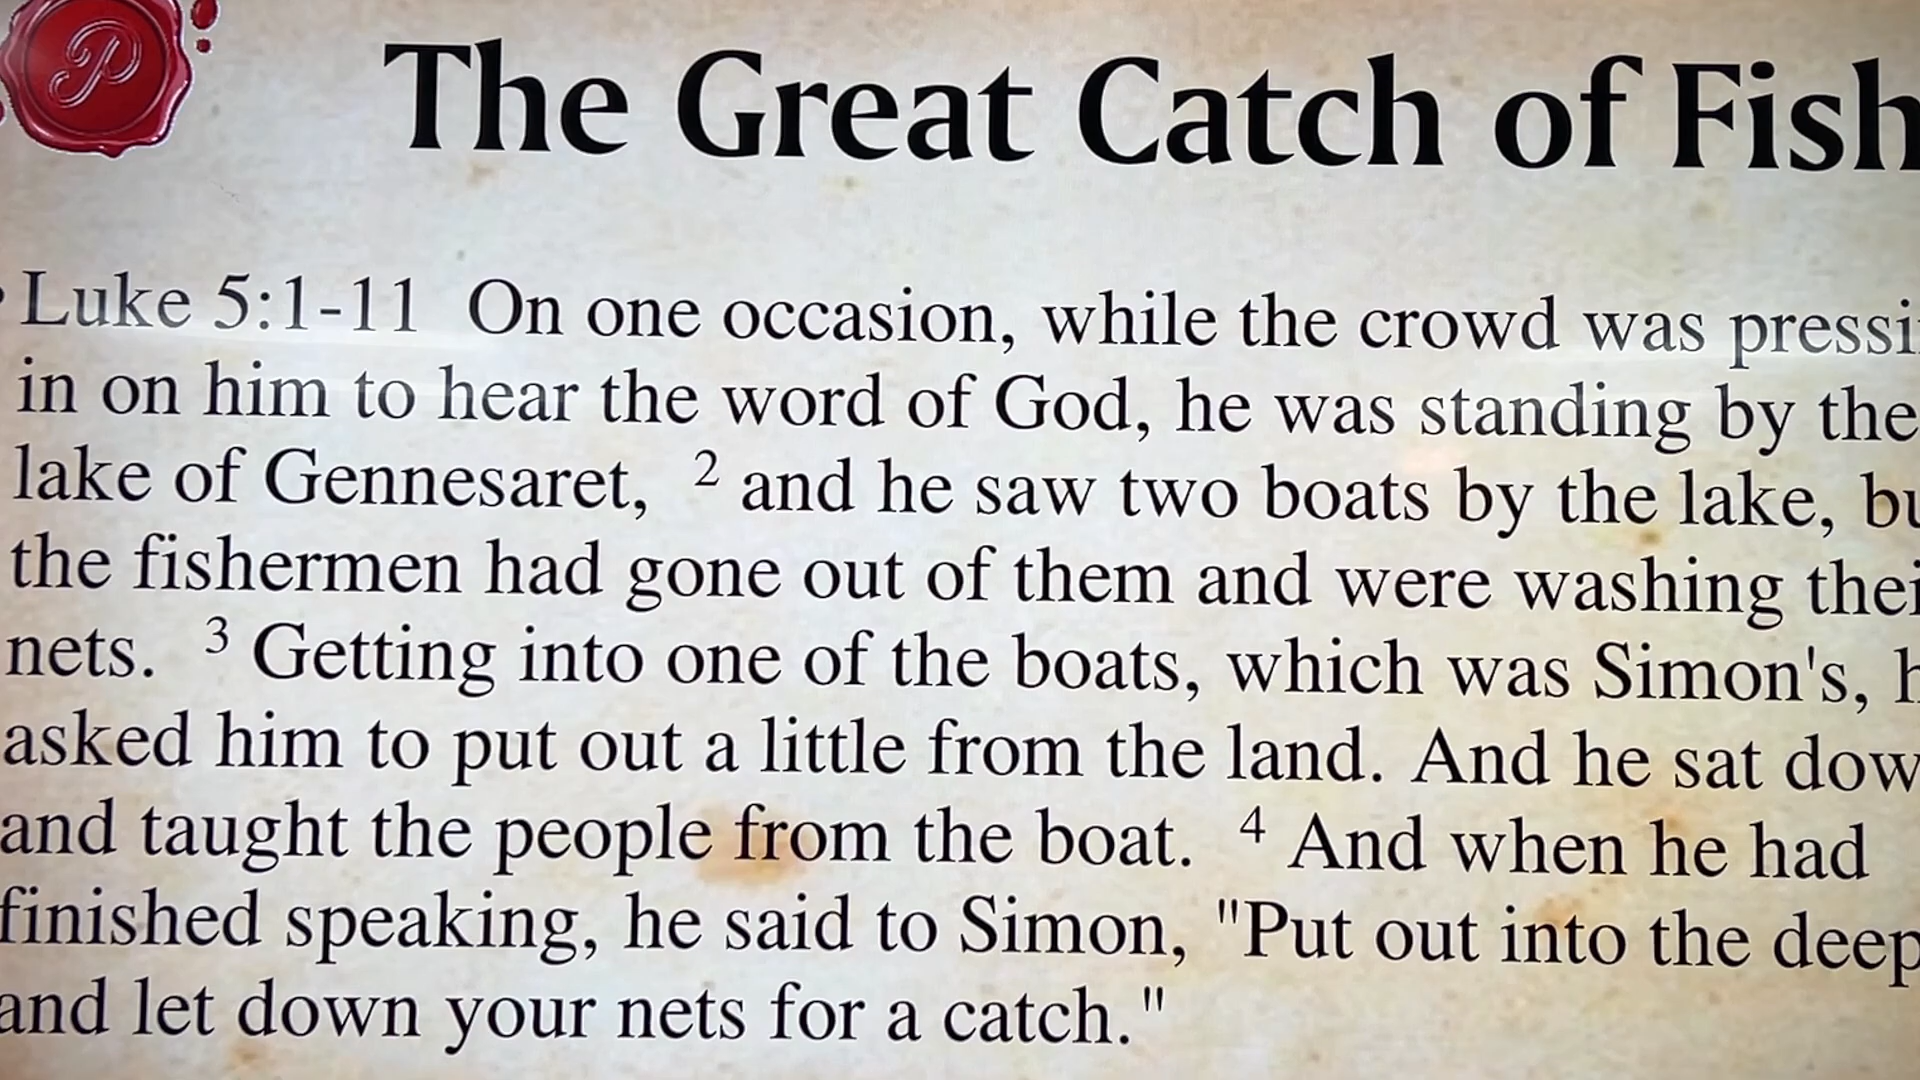 P
The Great Catch of Fish
Luke 5:1-11 On one occasion, while the crowd was pressi
in on him to hear the word of God, he was standing by the
lake of Gennesaret, 2 and he saw two boats by the lake, bu
the fishermen had gone out of them and were washing thei
nets. 3 Getting into one of the boats, which was Simon's, h
asked him to put out a little from the land. And he sat dow
and taught the people from the boat. 4 And when he had
finished speaking, he said to Simon, "Put out into the deep
and let down your nets for a catch."